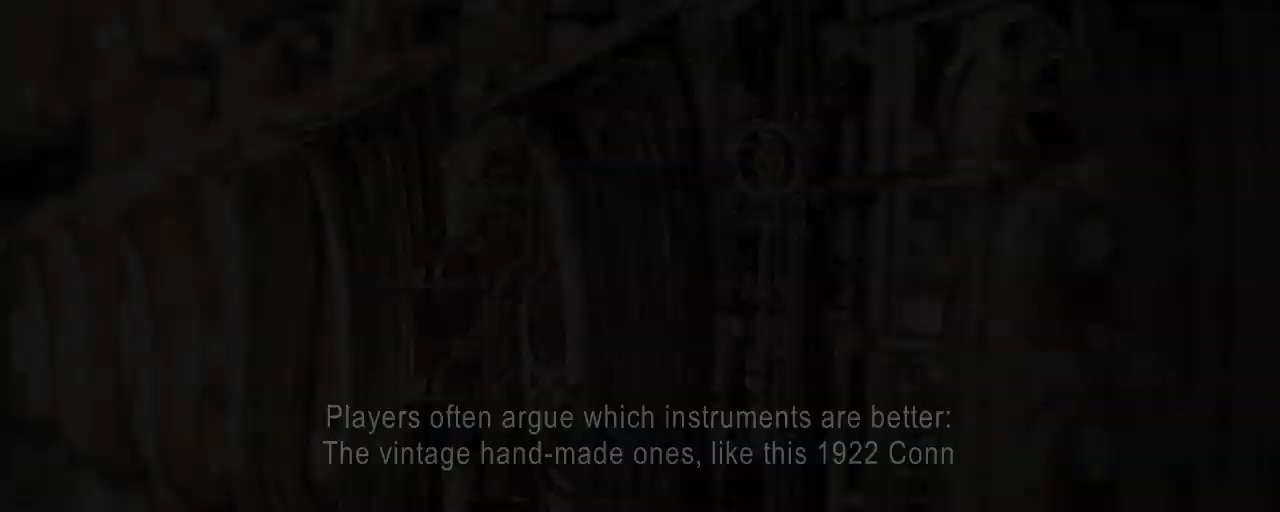 Players often argue which instruments are better:
The vintage hand-made ones, like this 1922 Conn